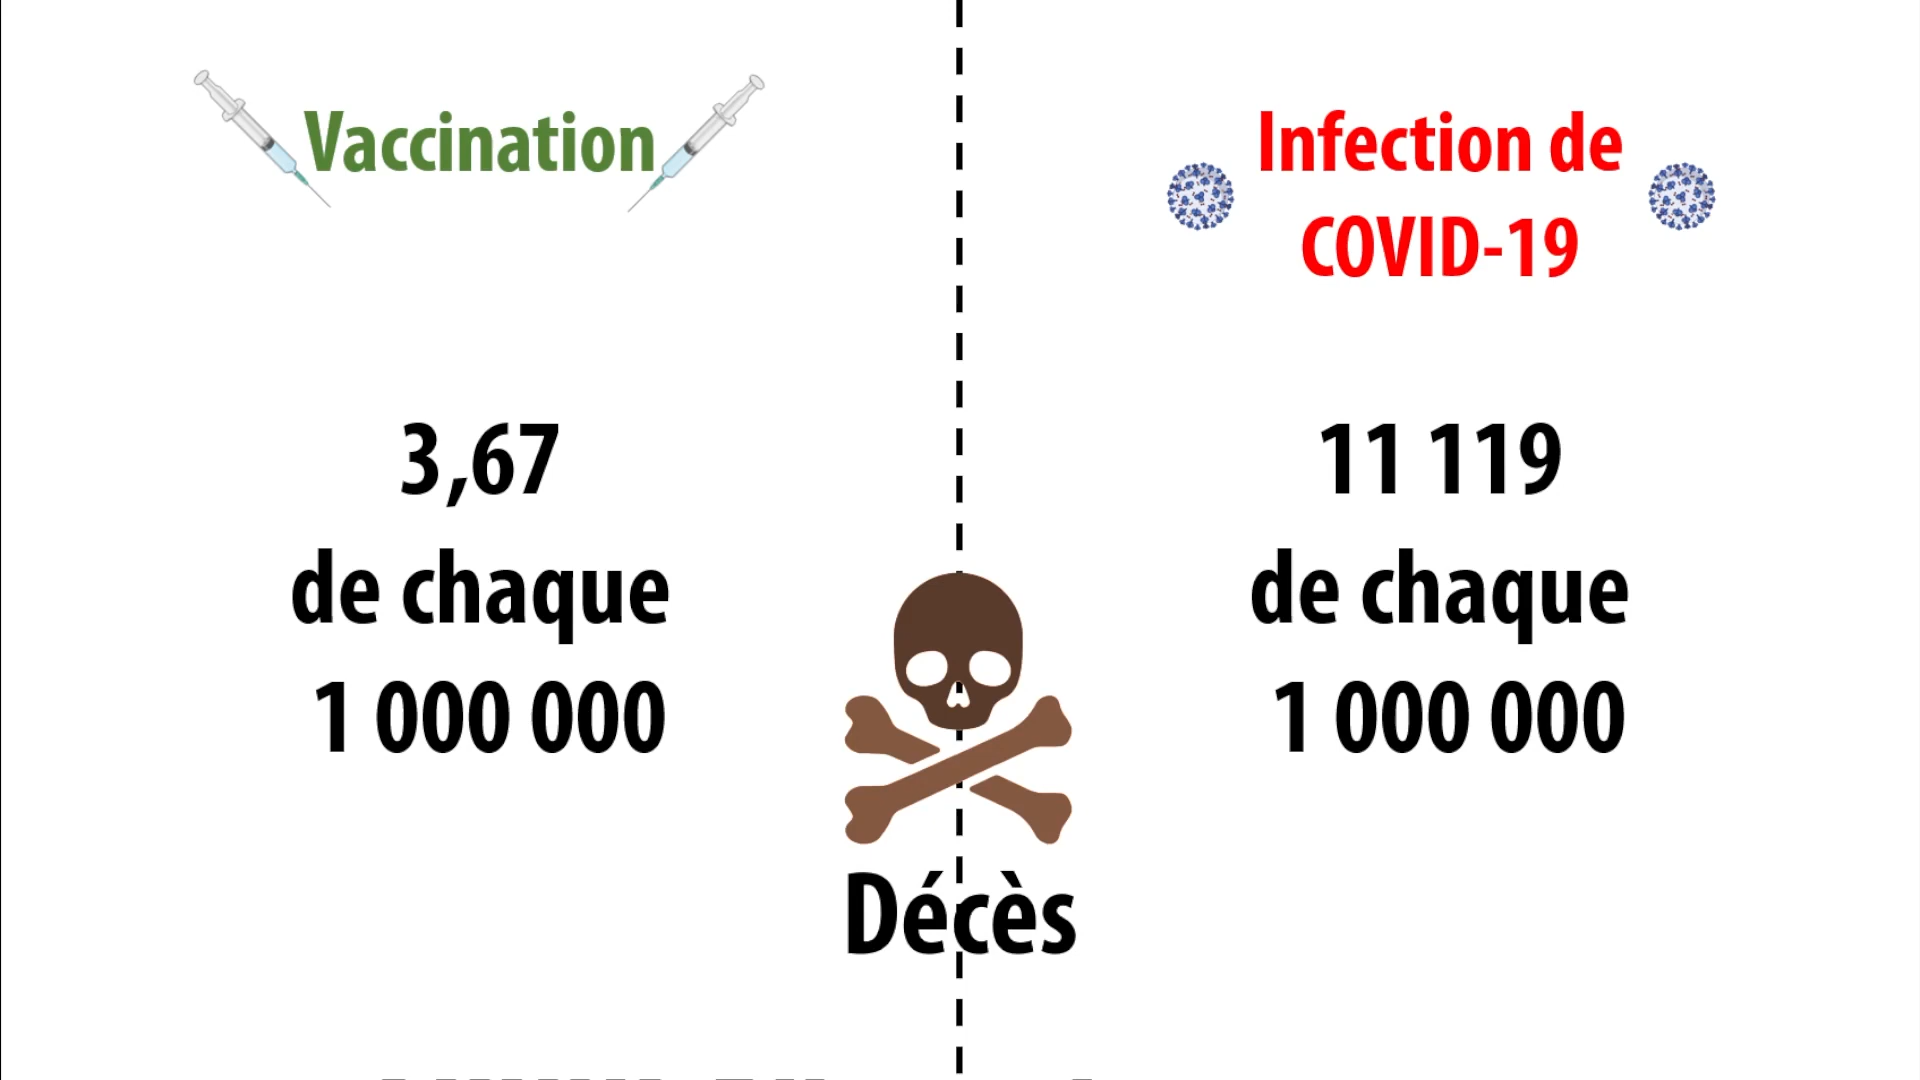 Vaccination
Infection de
COVID-19
3,67
de chaque
1 000 000
11 119
de chaque
1 000 000
Décès